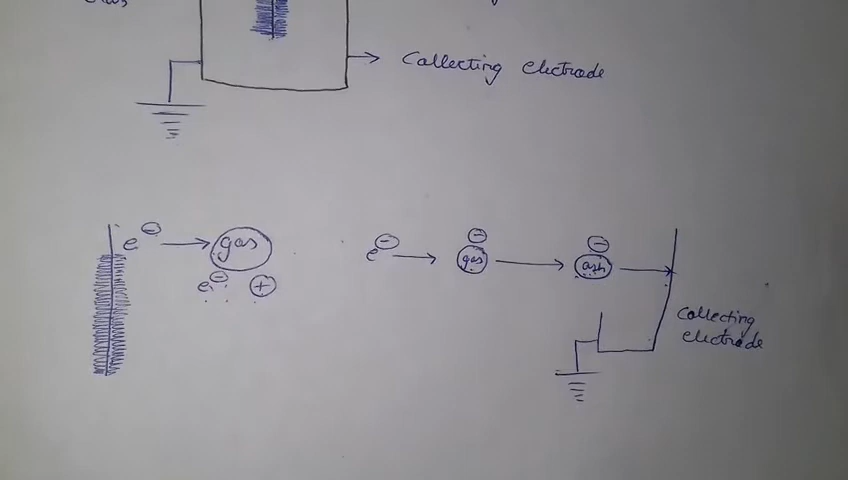 Collecting electrode
e⊖
gas
e⊖
⊕
e⊖
⊖
gas
⊖
ash
Collecting
electrode